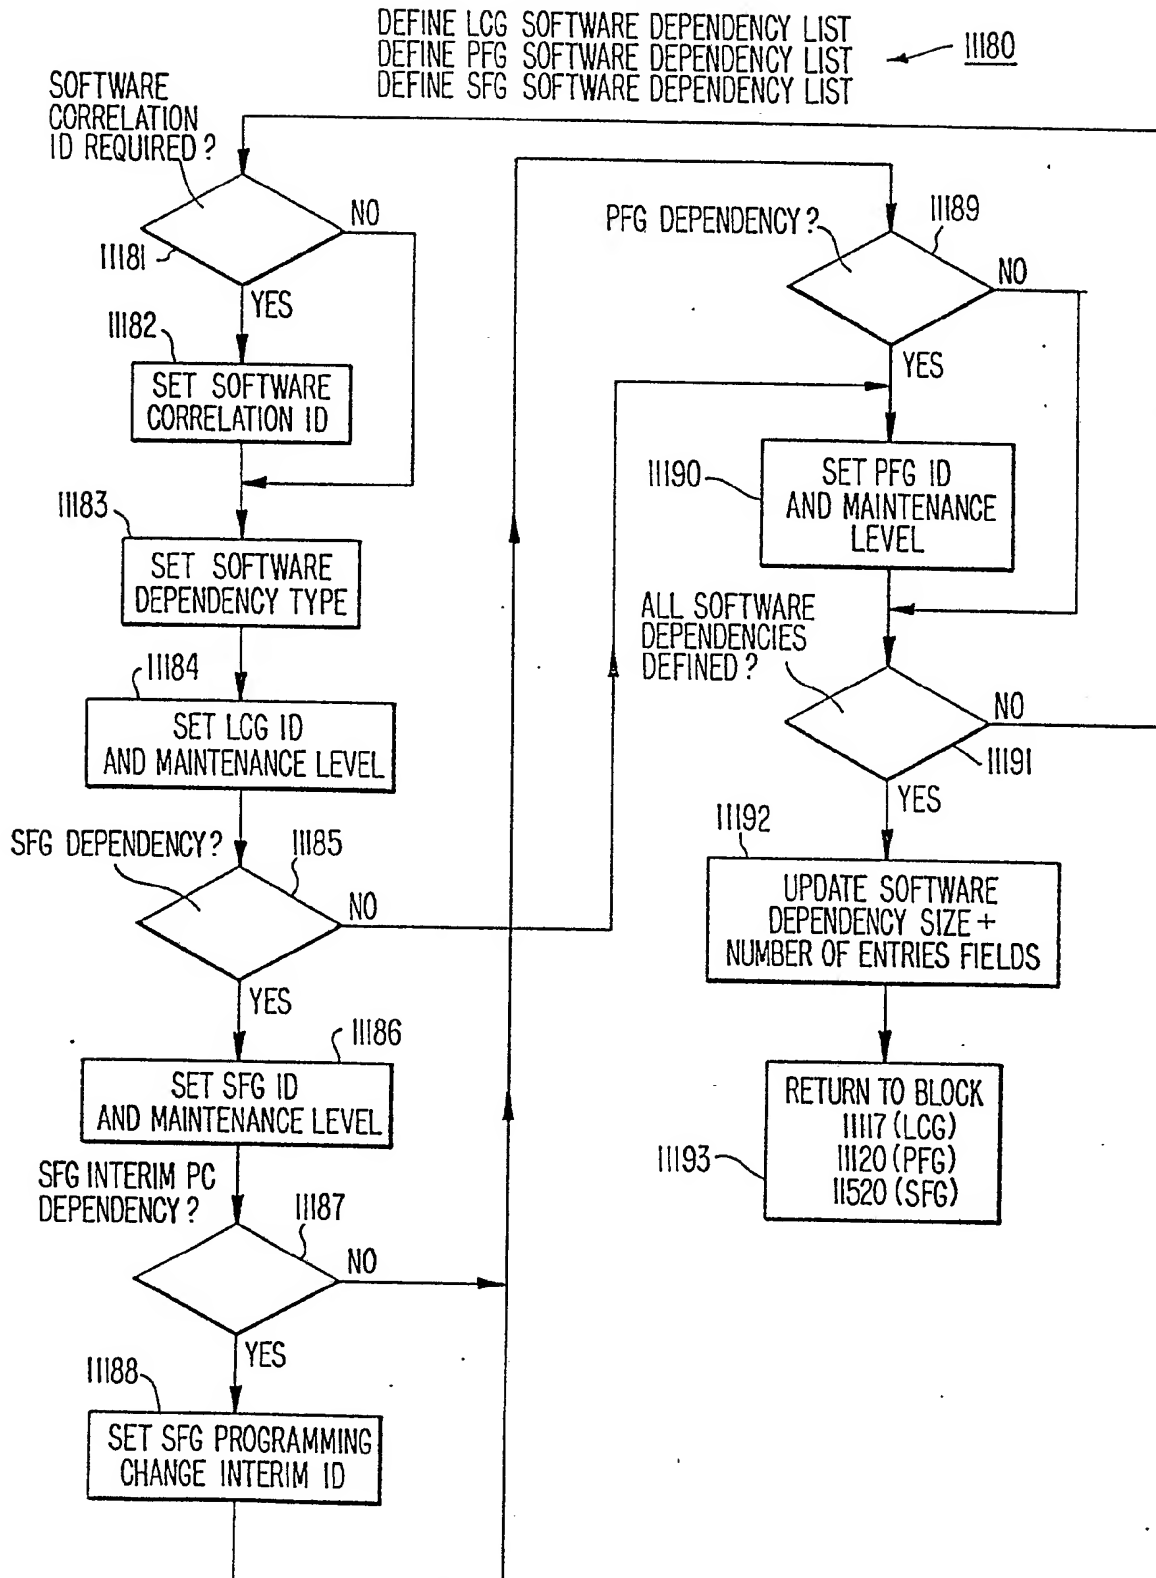 DEFINE LCG SOFTWARE DEPENDENCY LIST
DEFINE PFG SOFTWARE DEPENDENCY LIST
DEFINE SFG SOFTWARE DEPENDENCY LIST
11180
SOFTWARE
CORRELATION
ID REQUIRED?
NO
11181
YES
11182
SET SOFTWARE
CORRELATION ID
11183
SET SOFTWARE
DEPENDENCY TYPE
11184
SET LCG ID
AND MAINTENANCE LEVEL
SFG DEPENDENCY?
11185
NO
YES
11186
SET SFG ID
AND MAINTENANCE LEVEL
SFG INTERIM PC
DEPENDENCY?
11187
NO
YES
11188
SET SFG PROGRAMMING
CHANGE INTERIM ID
PFG DEPENDENCY?
11189
NO
YES
11190
SET PFG ID
AND MAINTENANCE
LEVEL
ALL SOFTWARE
DEPENDENCIES
DEFINED?
NO
11191
YES
11192
UPDATE SOFTWARE
DEPENDENCY SIZE +
NUMBER OF ENTRIES FIELDS
RETURN TO BLOCK
11117 (LCG)
11120 (PFG)
11520 (SFG)
11193